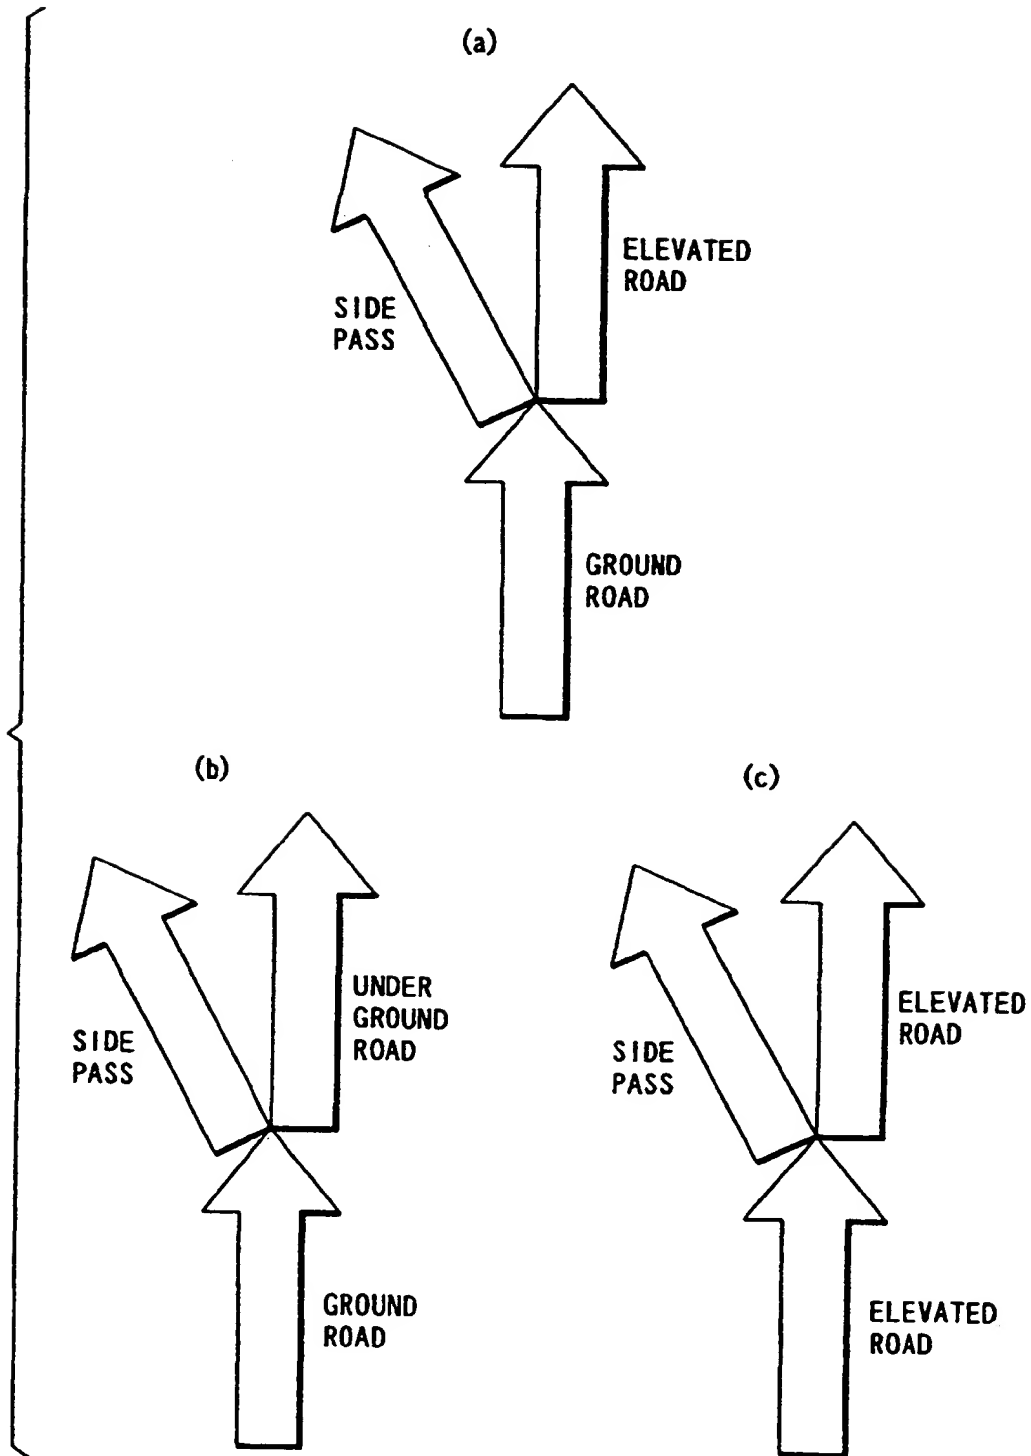 (a)
ELEVATED
ROAD
SIDE
PASS
GROUND
ROAD
(b)
UNDER
GROUND
ROAD
SIDE
PASS
GROUND
ROAD
(c)
ELEVATED
ROAD
SIDE
PASS
ELEVATED
ROAD